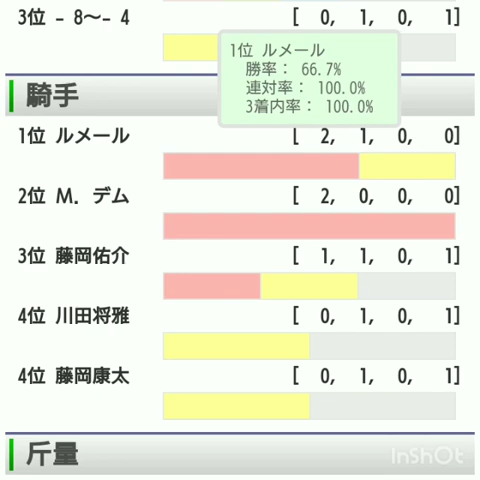 3位 - 8～- 4 [ 0, 1, 0, 1]
1位 ルメール
勝率： 66.7%
連対率： 100.0%
3着内率： 100.0%
騎手
1位 ルメール [ 2, 1, 0, 0]
2位 M. デム [ 2, 0, 0, 0]
3位 藤岡佑介 [ 1, 1, 0, 1]
4位 川田将雅 [ 0, 1, 0, 1]
4位 藤岡康太 [ 0, 1, 0, 1]
斤量
InShOt